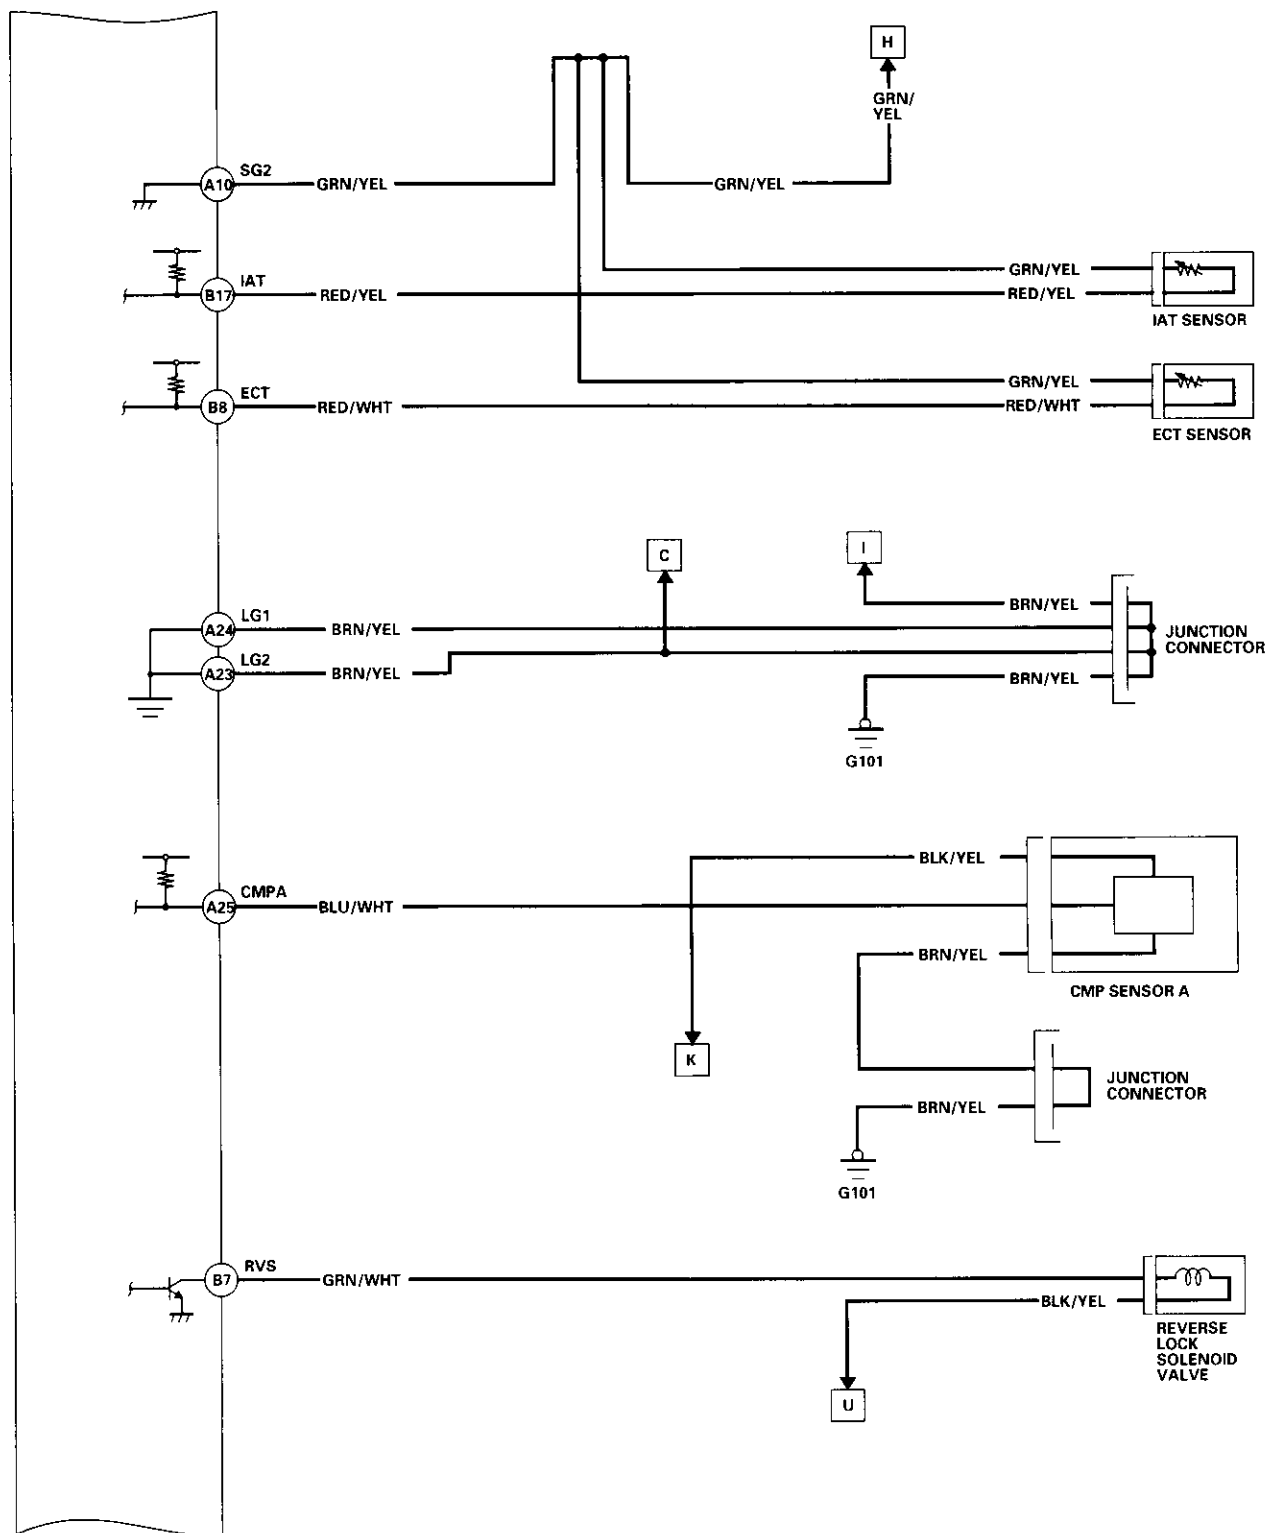 H
GRN/
YEL
SG2
A10
GRN/YEL
GRN/YEL
IAT
B17
RED/YEL
GRN/YEL
RED/YEL
IAT SENSOR
ECT
B8
RED/WHT
GRN/YEL
RED/WHT
ECT SENSOR
C
I
LG1
A24
BRN/YEL
BRN/YEL
LG2
A23
BRN/YEL
BRN/YEL
JUNCTION
CONNECTOR
G101
CMPA
A25
BLU/WHT
BLK/YEL
BRN/YEL
CMP SENSOR A
K
JUNCTION
CONNECTOR
BRN/YEL
G101
RVS
B7
GRN/WHT
BLK/YEL
REVERSE
LOCK
SOLENOID
VALVE
U